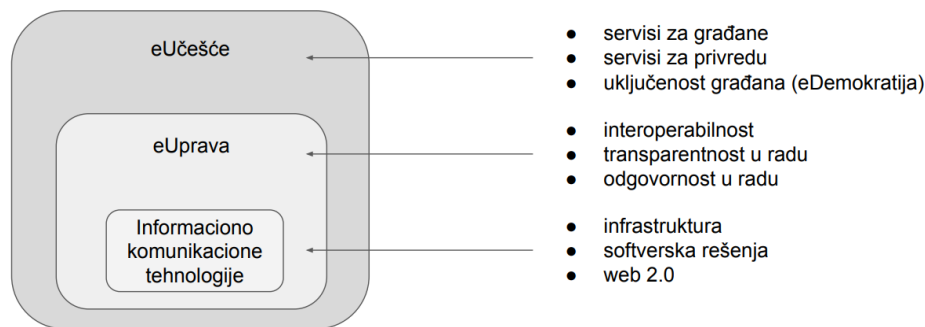 eUčešće
● servisi za građane
● servisi za privredu
● uključenost građana (eDemokratija)
eUprava
● interoperabilnost
● transparentnost u radu
● odgovornost u radu
Informaciono
komunikacione
tehnologije
● infrastruktura
● softverska rešenja
● web 2.0